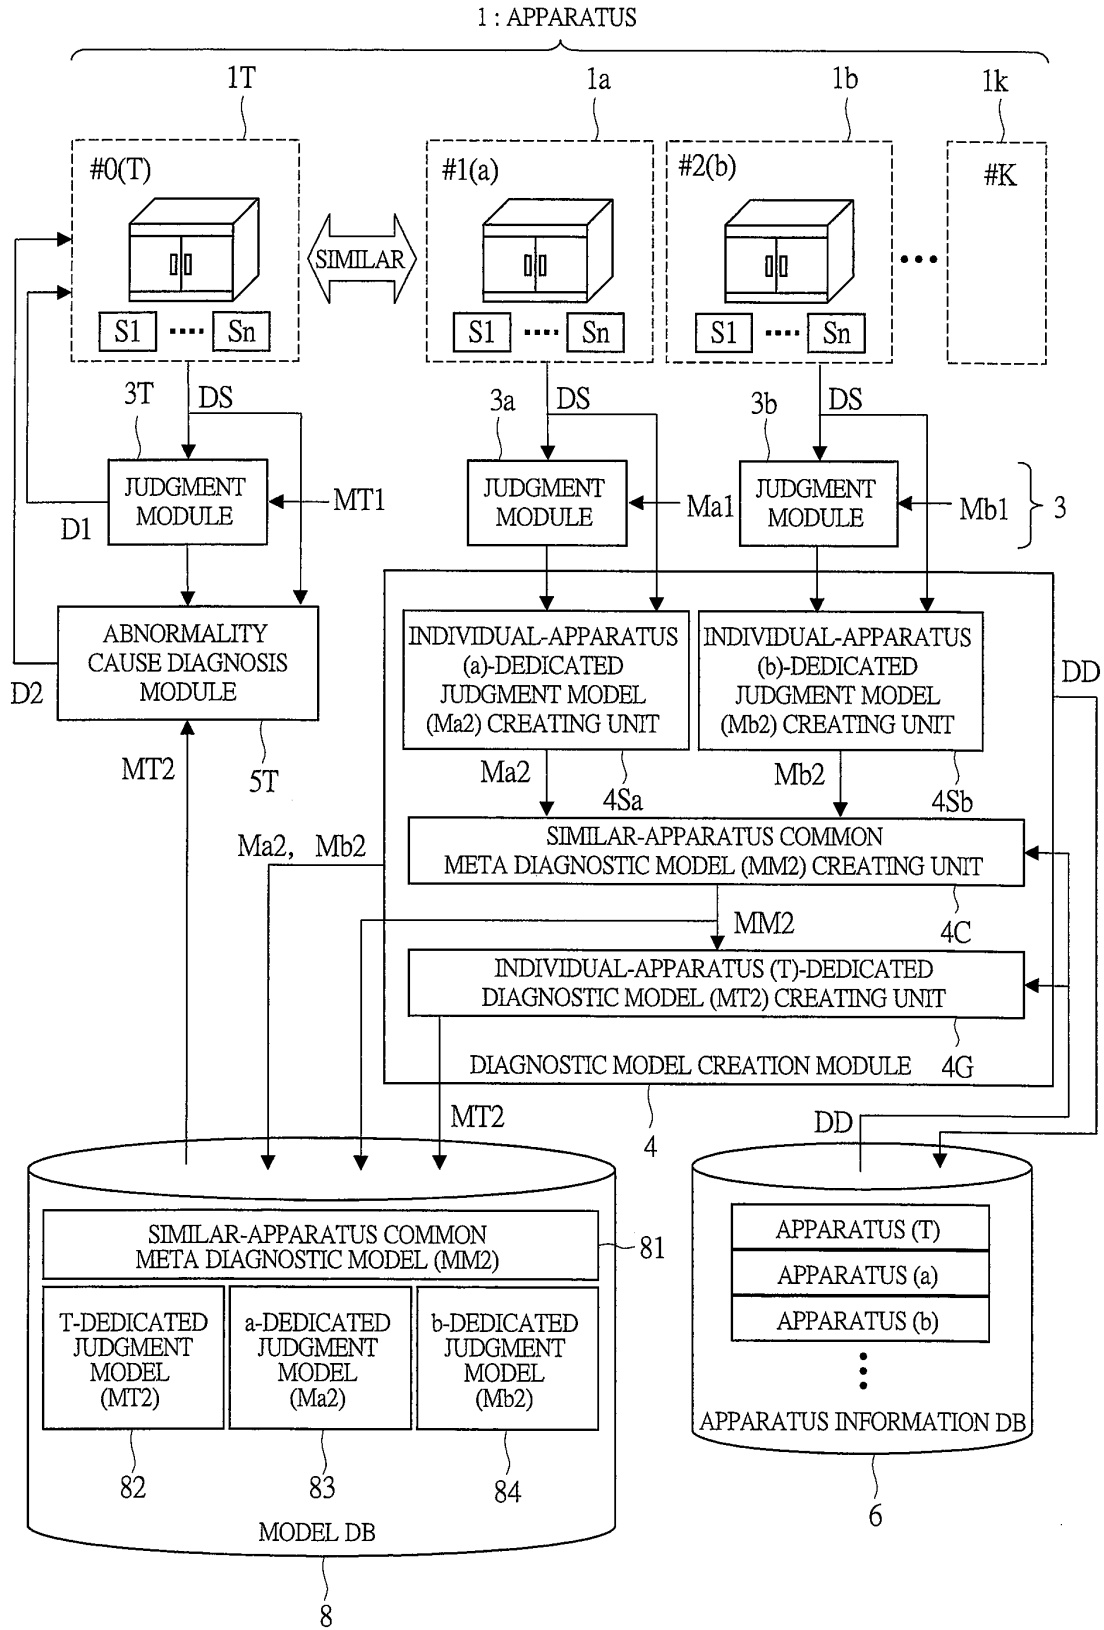 1 : APPARATUS
1T
1a
1b
1k
#0(T)
#1(a)
#2(b)
#K
SIMILAR
S1 ···· Sn
S1 ···· Sn
S1 ···· Sn
3T
DS
3a
DS
3b
DS
JUDGMENT
MODULE
MT1
D1
JUDGMENT
MODULE
Ma1
JUDGMENT
MODULE
Mb1
3
ABNORMALITY
CAUSE DIAGNOSIS
MODULE
D2
MT2
5T
INDIVIDUAL-APPARATUS
(a)-DEDICATED
JUDGMENT MODEL
(Ma2) CREATING UNIT
INDIVIDUAL-APPARATUS
(b)-DEDICATED
JUDGMENT MODEL
(Mb2) CREATING UNIT
DD
Ma2
4Sa
Mb2
4Sb
Ma2, Mb2
SIMILAR-APPARATUS COMMON
META DIAGNOSTIC MODEL (MM2) CREATING UNIT
MM2
4C
INDIVIDUAL-APPARATUS (T)-DEDICATED
DIAGNOSTIC MODEL (MT2) CREATING UNIT
DIAGNOSTIC MODEL CREATION MODULE
4G
MT2
4
DD
SIMILAR-APPARATUS COMMON
META DIAGNOSTIC MODEL (MM2)
81
T-DEDICATED
JUDGMENT
MODEL
(MT2)
a-DEDICATED
JUDGMENT
MODEL
(Ma2)
b-DEDICATED
JUDGMENT
MODEL
(Mb2)
82
83
84
MODEL DB
8
APPARATUS (T)
APPARATUS (a)
APPARATUS (b)
APPARATUS INFORMATION DB
6